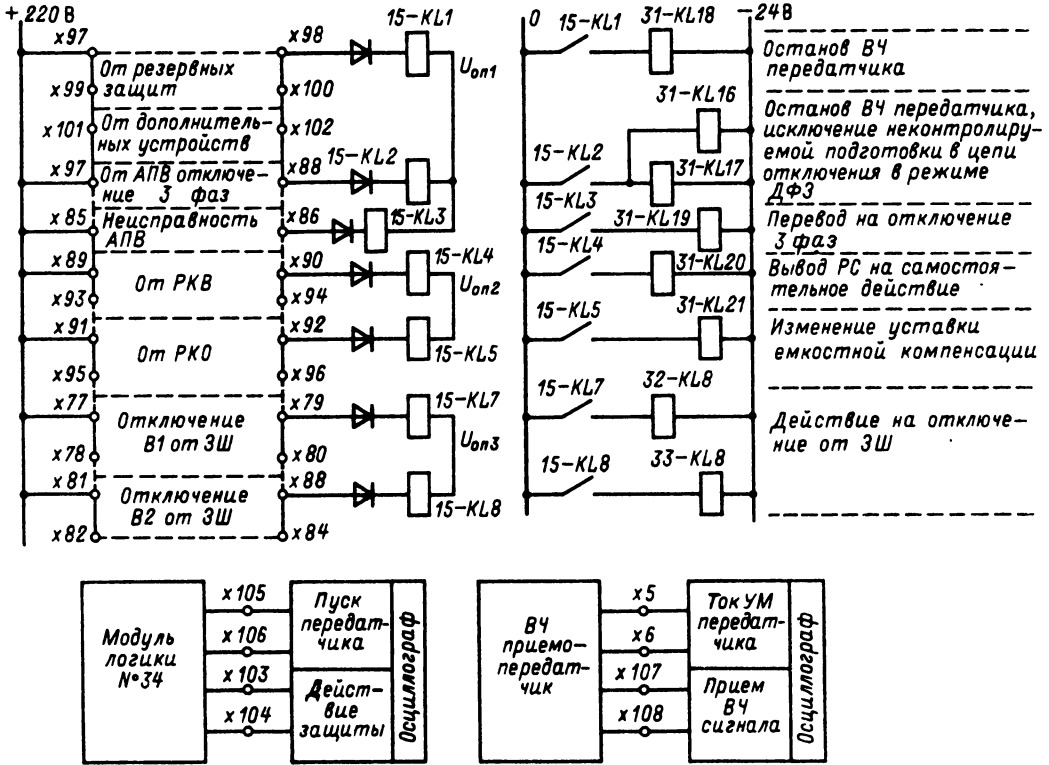 + 220 В
15-KL1
0
15-KL1
31-KL18
-24В
x97
x98
Uоп1
Останов ВЧ
передатчика
От резервных
защит
x99
x100
31-KL16
Останов ВЧ передатчика,
исключение неконтролиру-
емой подготовки в цепи
отключения в режиме
ДФЗ
x101
От дополнитель-
ных устройств
x102
x97
От АПВ отключе-
ние 3 фаз
x88
15-KL2
15-KL2
31-KL17
x85
Неисправность
АПВ
x86
15-KL3
15-KL3
31-KL19
Перевод на отключение
3 фаз
x89
От РКВ
x90
15-KL4
15-KL4
31-KL20
Вывод РС на самостоя-
тельное действие
x93
x94
Uоп2
x91
От РКО
x92
15-KL5
15-KL5
31-KL21
Изменение уставки
емкостной компенсации
x95
x96
x77
Отключение
В1 от ЗШ
x79
15-KL7
15-KL7
32-KL8
Действие на отключе-
ние от ЗШ
x78
x80
Uоп3
x81
Отключение
В2 от ЗШ
x88
15-KL8
15-KL8
33-KL8
x82
x84
Модуль
логики
№34
x105
x106
x103
x104
Пуск
передат-
чика
Дейст-
вие
защиты
Осциллограф
ВЧ
приемо-
передат-
чик
x5
x6
x107
x108
Ток УМ
передат-
чика
Прием
ВЧ
сигнала
Осциллограф